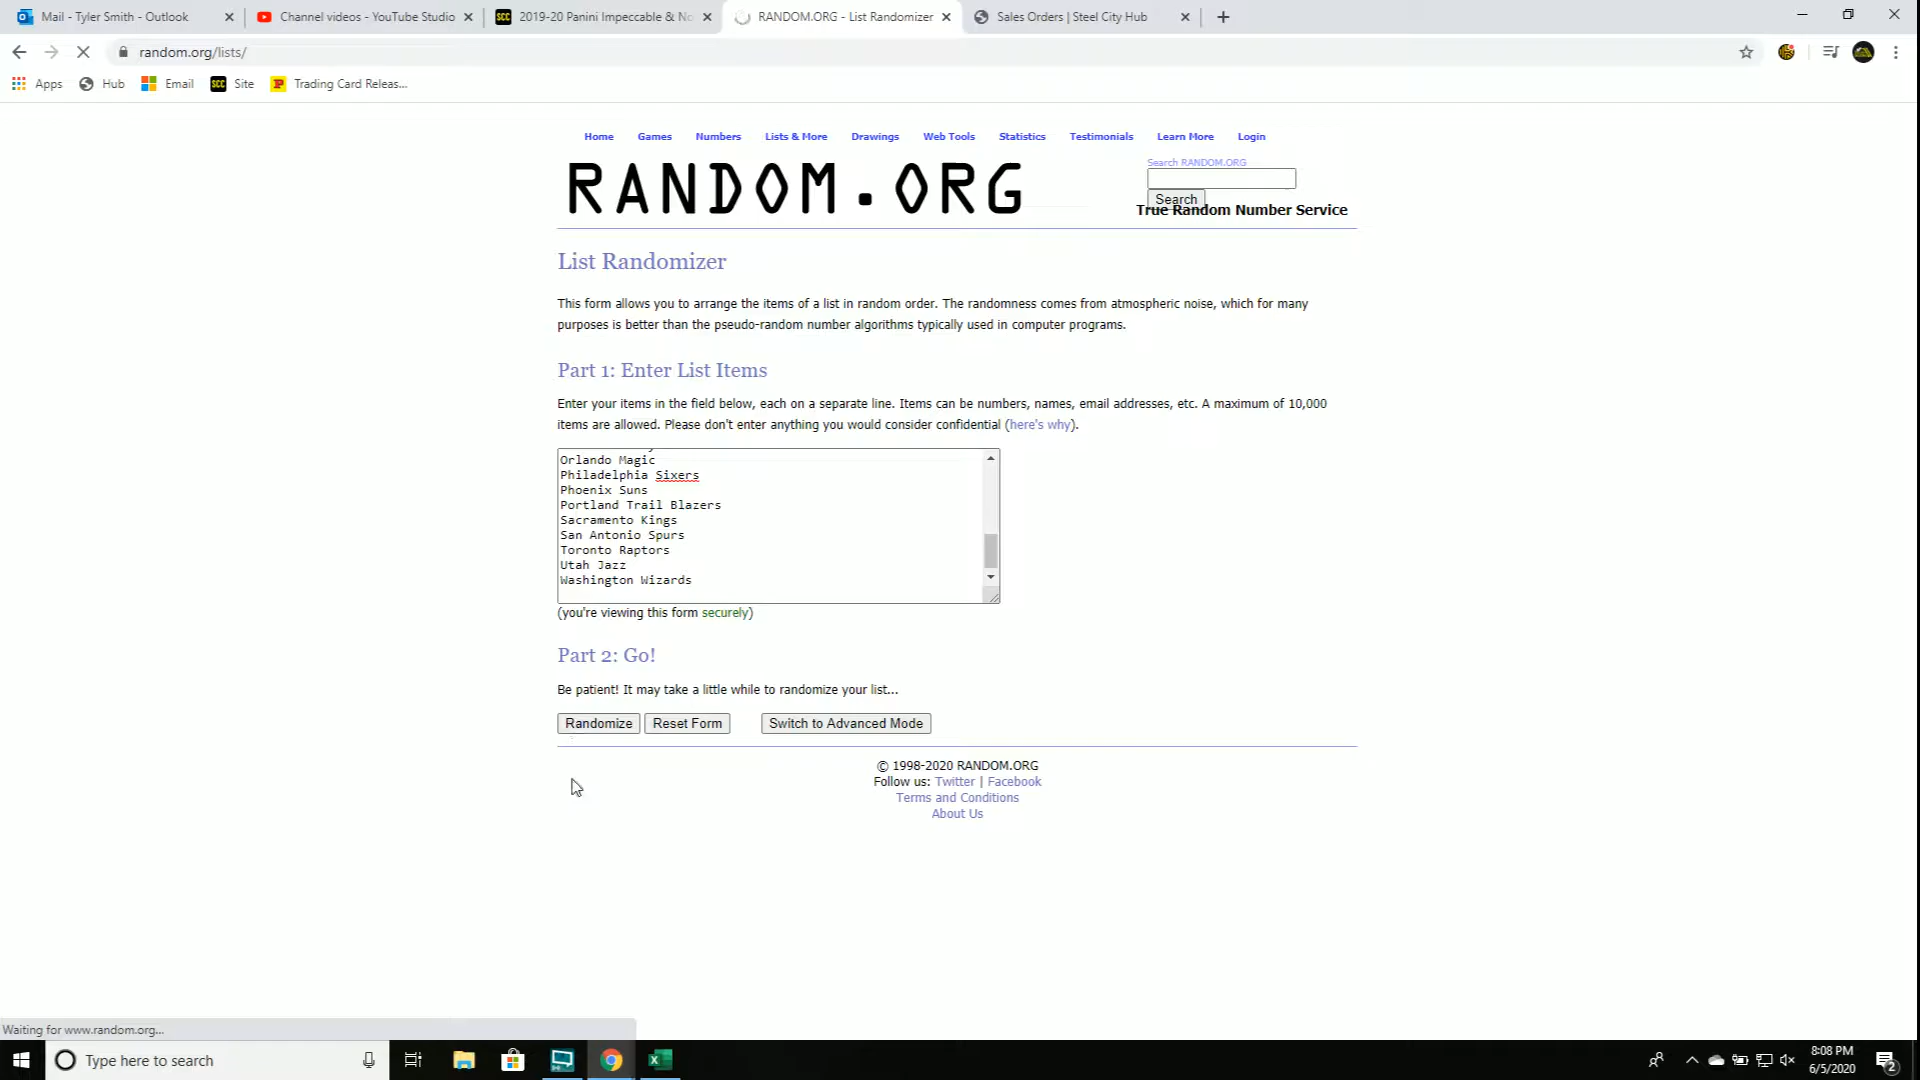 Mail - Tyler Smith - Outlook
Channel videos - YouTube Studio
SCC 2019-20 Panini Impeccable & No
RANDOM.ORG - List Randomizer
Sales Orders | Steel City Hub
random.org/lists/
Apps
Hub
Email
SCC Site
Trading Card Releas...
Home
Games
Numbers
Lists & More
Drawings
Web Tools
Statistics
Testimonials
Learn More
Login
RANDOM.ORG
Search RANDOM.ORG
Search
True Random Number Service
List Randomizer
This form allows you to arrange the items of a list in random order. The randomness comes from atmospheric noise, which for many
purposes is better than the pseudo-random number algorithms typically used in computer programs.
Part 1: Enter List Items
Enter your items in the field below, each on a separate line. Items can be numbers, names, email addresses, etc. A maximum of 10,000
items are allowed. Please don't enter anything you would consider confidential (here's why).
Orlando Magic
Philadelphia Sixers
Phoenix Suns
Portland Trail Blazers
Sacramento Kings
San Antonio Spurs
Toronto Raptors
Utah Jazz
Washington Wizards
(you're viewing this form securely)
Part 2: Go!
Be patient! It may take a little while to randomize your list...
Randomize
Reset Form
Switch to Advanced Mode
© 1998-2020 RANDOM.ORG
Follow us: Twitter | Facebook
Terms and Conditions
About Us
Waiting for www.random.org...
Type here to search
8:08 PM
6/5/2020
2